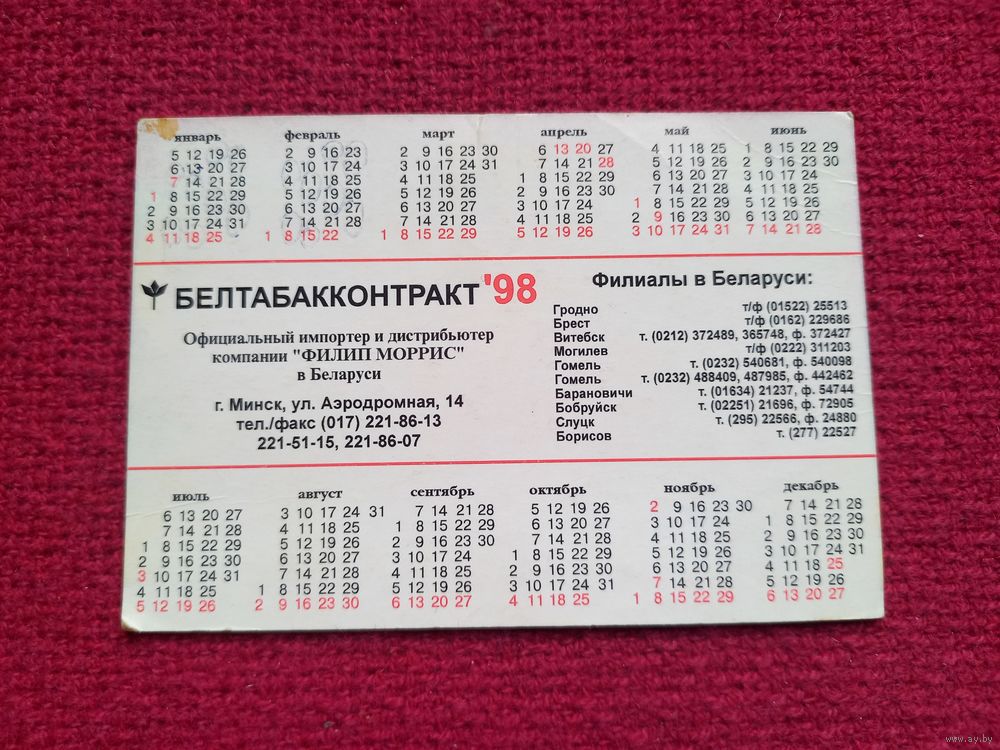 январь февраль март апрель май июнь
5 12 19 26 2 9 16 23 2 9 16 23 30 6 13 20 27 4 11 18 25 1 8 15 22 29
6 13 20 27 3 10 17 24 3 10 17 24 31 7 14 21 28 5 12 19 26 2 9 16 23 30
7 14 21 28 4 11 18 25 4 11 18 25 1 8 15 22 29 6 13 20 27 3 10 17 24
1 8 15 22 29 5 12 19 26 5 12 19 26 2 9 16 23 30 7 14 21 28 4 11 18 25
2 9 16 23 30 6 13 20 27 6 13 20 27 3 10 17 24 1 8 15 22 29 5 12 19 26
3 10 17 24 31 7 14 21 28 7 14 21 28 4 11 18 25 2 9 16 23 30 6 13 20 27
4 11 18 25 1 8 15 22 1 8 15 22 29 5 12 19 26 3 10 17 24 31 7 14 21 28
БЕЛТАБАККОНТРАКТ '98
Официальный импортер и дистрибьютер
компании "ФИЛИП МОРРИС"
в Беларуси
г. Минск, ул. Аэродромная, 14
тел./факс (017) 221-86-13
221-51-15, 221-86-07
Филиалы в Беларуси:
Гродно т/ф (01522) 25513
Брест т/ф (0162) 229686
Витебск т. (0212) 372489, 365748, ф. 372427
Могилев т/ф (0222) 311203
Гомель т. (0232) 540681, ф. 540098
Гомель т. (0232) 488409, 487985, ф. 442462
Барановичи т. (01634) 21237, ф. 54744
Бобруйск т. (02251) 21696, ф. 72905
Слуцк т. (295) 22566, ф. 24880
Борисов т. (277) 22527
июль август сентябрь октябрь ноябрь декабрь
6 13 20 27 3 10 17 24 31 7 14 21 28 5 12 19 26 2 9 16 23 30 7 14 21 28
7 14 21 28 4 11 18 25 1 8 15 22 29 6 13 20 27 3 10 17 24 1 8 15 22 29
1 8 15 22 29 5 12 19 26 2 9 16 23 30 7 14 21 28 4 11 18 25 2 9 16 23 30
2 9 16 23 30 6 13 20 27 3 10 17 24 1 8 15 22 29 5 12 19 26 3 10 17 24 31
3 10 17 24 31 7 14 21 28 4 11 18 25 2 9 16 23 30 6 13 20 27 4 11 18 25
4 11 18 25 1 8 15 22 29 5 12 19 26 3 10 17 24 31 7 14 21 28 5 12 19 26
5 12 19 26 2 9 16 23 30 6 13 20 27 4 11 18 25 1 8 15 22 29 6 13 20 27
www.ay.by